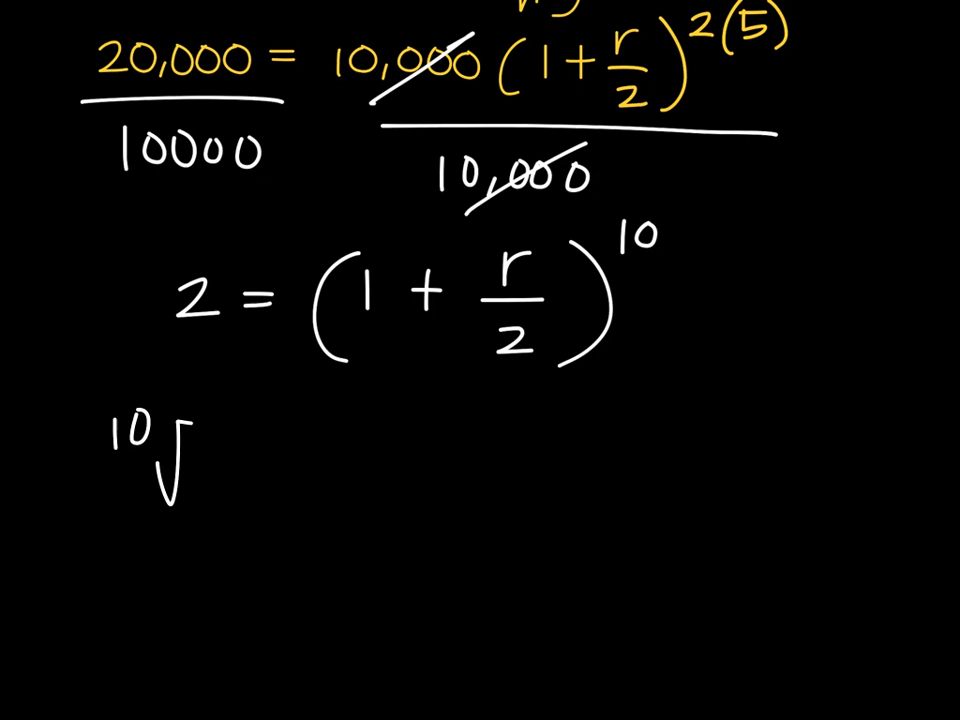 20,000 = 10,000 (1 + r/2)^2(5)
10000 10,000
2 = (1 + r/2)^10
10√